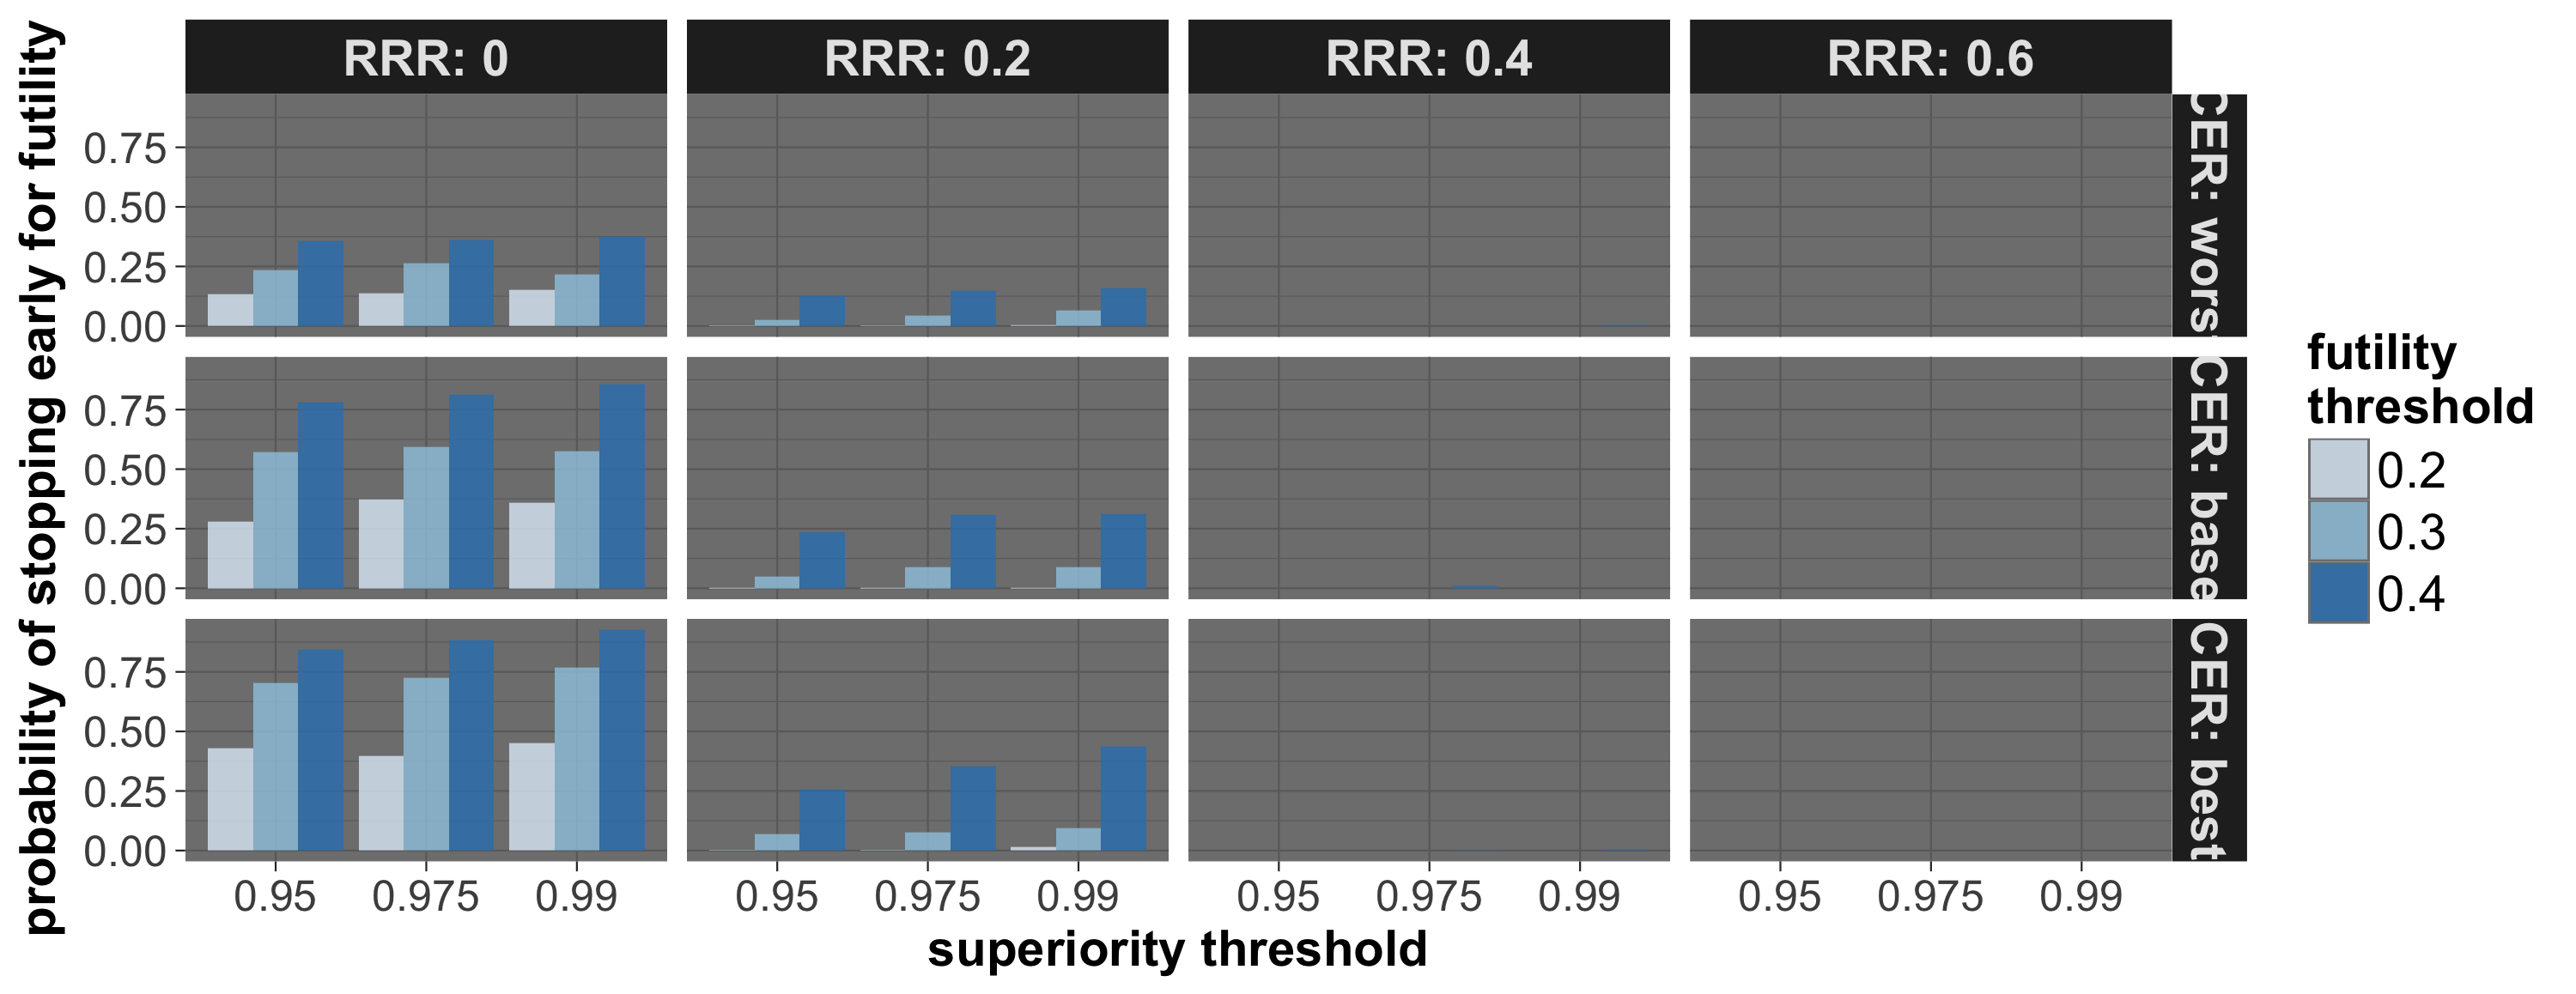 RRR: 0
RRR: 0.2
RRR: 0.4
RRR: 0.6
probability of stopping early for futility
0.75
0.50
0.25
0.00
CER: wors
0.75
0.50
0.25
0.00
CER: base
0.75
0.50
0.25
0.00
CER: best
0.95 0.975 0.99
0.95 0.975 0.99
0.95 0.975 0.99
0.95 0.975 0.99
superiority threshold
futility
threshold
0.2
0.3
0.4